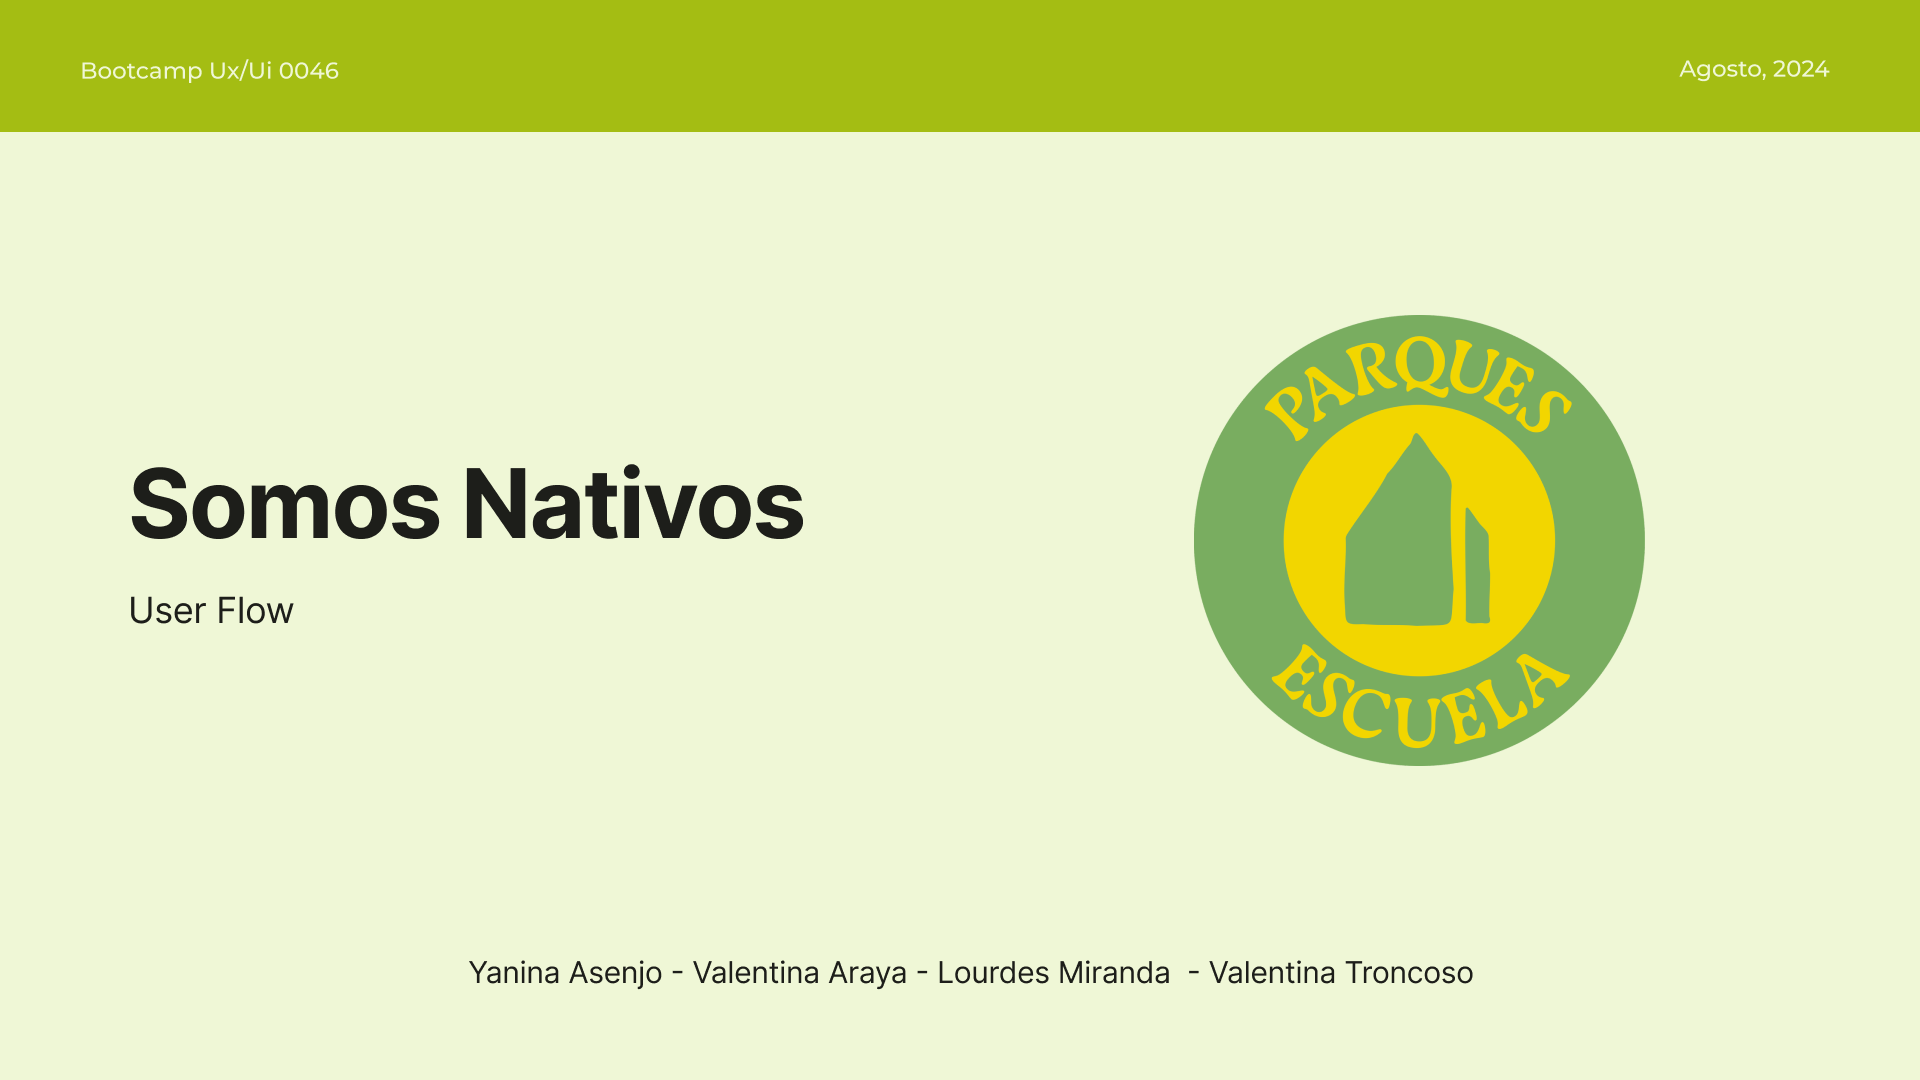 Bootcamp Ux/Ui 0046
Agosto, 2024
PARQUES
ESCUELA
Somos Nativos
User Flow
Yanina Asenjo - Valentina Araya - Lourdes Miranda  - Valentina Troncoso